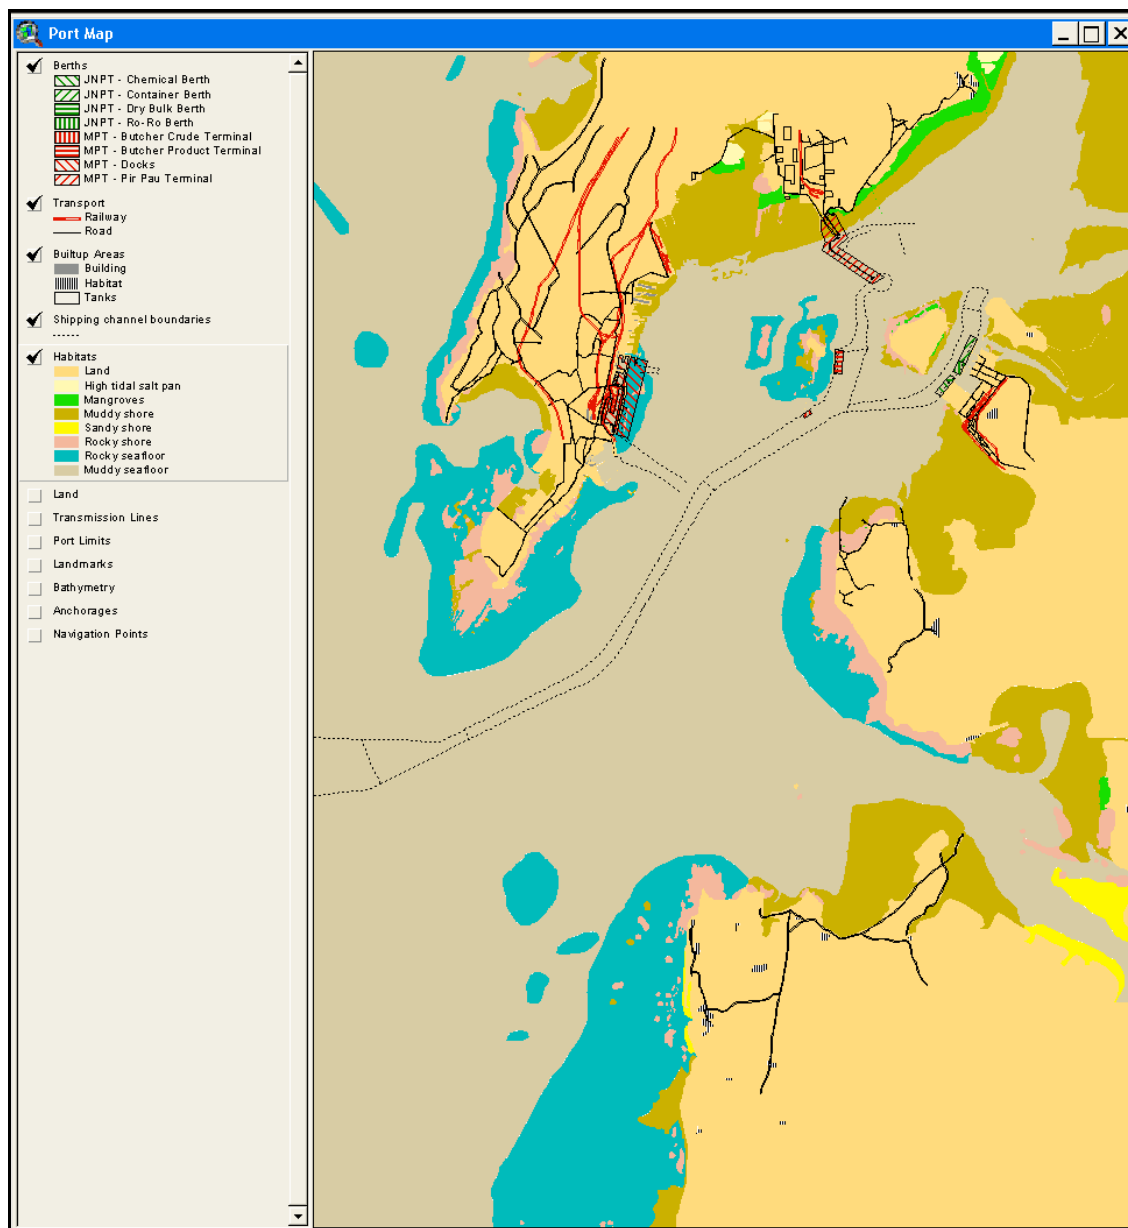 Port Map
Berths
JNPT - Chemical Berth
JNPT - Container Berth
JNPT - Dry Bulk Berth
JNPT - Ro-Ro Berth
MPT - Butcher Crude Terminal
MPT - Butcher Product Terminal
MPT - Docks
MPT - Pir Pau Terminal
Transport
Railway
Road
Builtup Areas
Building
Habitat
Tanks
Shipping channel boundaries
Habitats
Land
High tidal salt pan
Mangroves
Muddy shore
Sandy shore
Rocky shore
Rocky seafloor
Muddy seafloor
Land
Transmission Lines
Port Limits
Landmarks
Bathymetry
Anchorages
Navigation Points